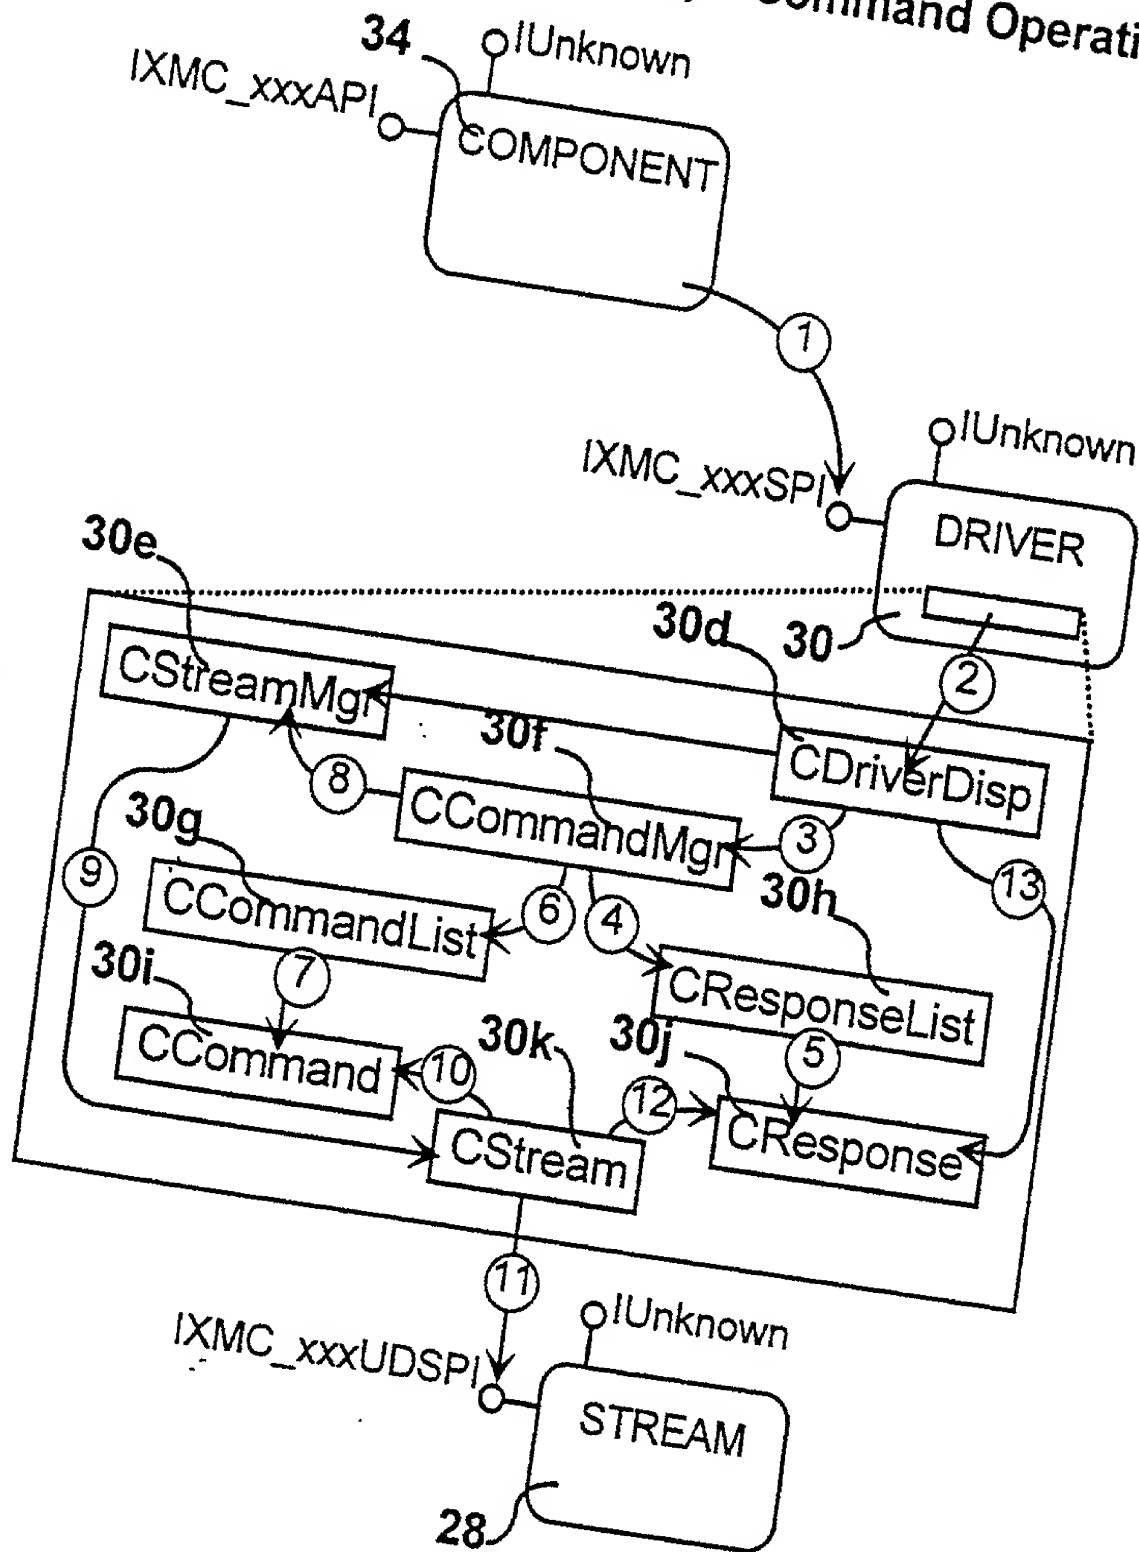 Command Operati
34
IUnknown
IXMC_xxxAPI
COMPONENT
1
IUnknown
IXMC_xxxSPI
DRIVER
30e
30d
30
2
CStreamMgr
30f
CDriverDisp
8
30g
CCommandMgr
3
9
13
30h
CCommandList
6
4
30i
7
CResponseList
30k
30j
CCommand
10
5
12
CStream
CResponse
11
IUnknown
IXMC_xxxUDSPI
STREAM
28